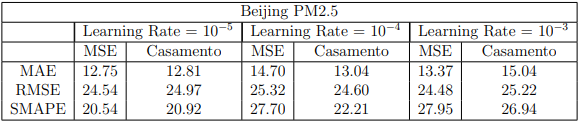 Beijing PM2.5
Learning Rate = 10⁻⁵ Learning Rate = 10⁻⁴ Learning Rate = 10⁻³
MSE Casamento MSE Casamento MSE Casamento
MAE 12.75 12.81 14.70 13.04 13.37 15.04
RMSE 24.54 24.97 25.32 24.60 24.48 25.22
SMAPE 20.54 20.92 27.70 22.21 27.95 26.94